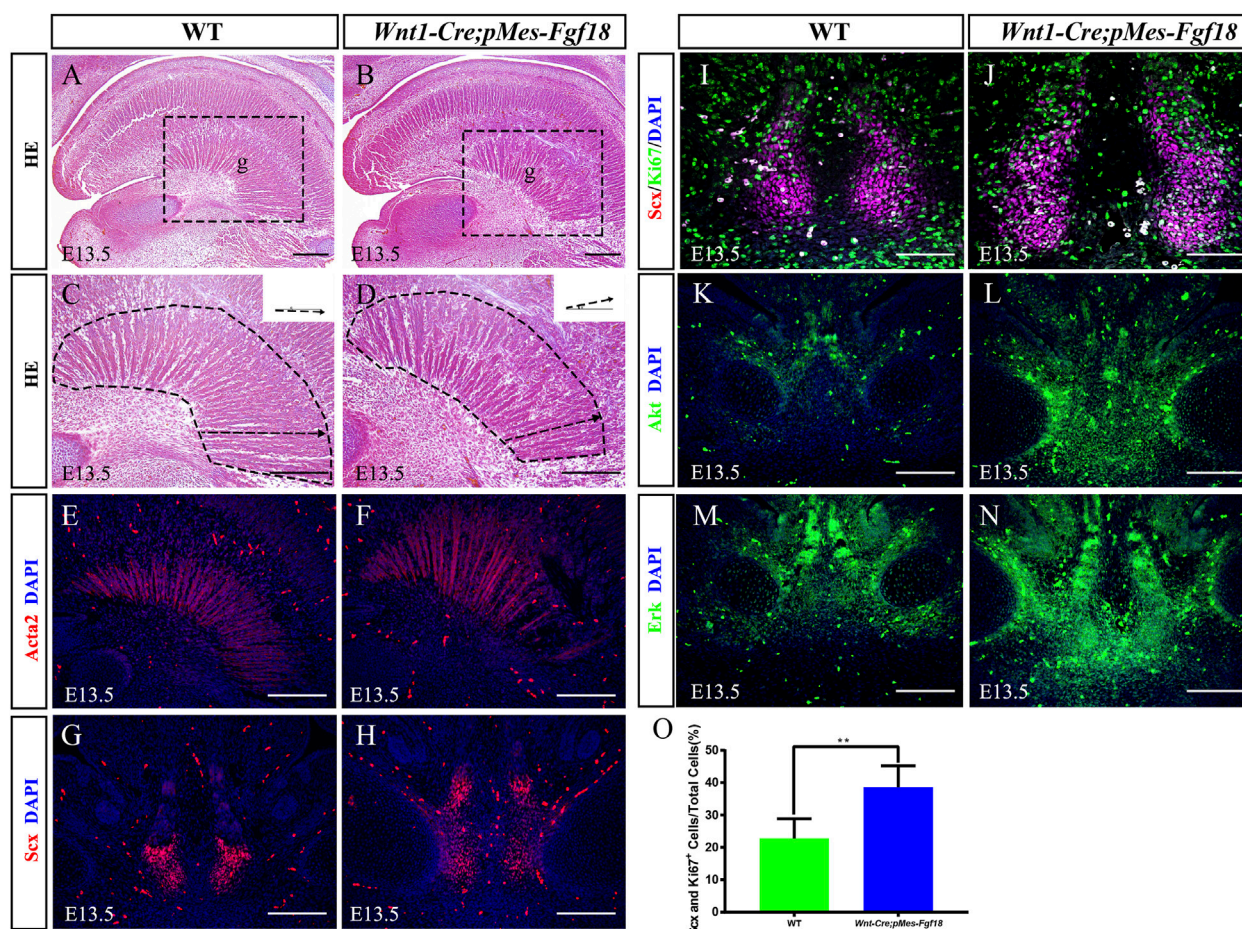 WT
Wnt1-Cre;pMes-Fgf18
WT
Wnt1-Cre;pMes-Fgf18
HE
A
g
E13.5
B
g
E13.5
HE
C
E13.5
D
E13.5
Acta2 DAPI
E
E13.5
F
E13.5
Scx DAPI
G
E13.5
H
E13.5
Scx/Ki67/DAPI
I
E13.5
J
E13.5
Akt DAPI
K
E13.5
L
E13.5
Erk DAPI
M
E13.5
N
E13.5
O
Scx and Ki67+ Cells/Total Cells(%)
50
40
30
20
10
0
**
WT
Wnt-Cre;pMes-Fgf18